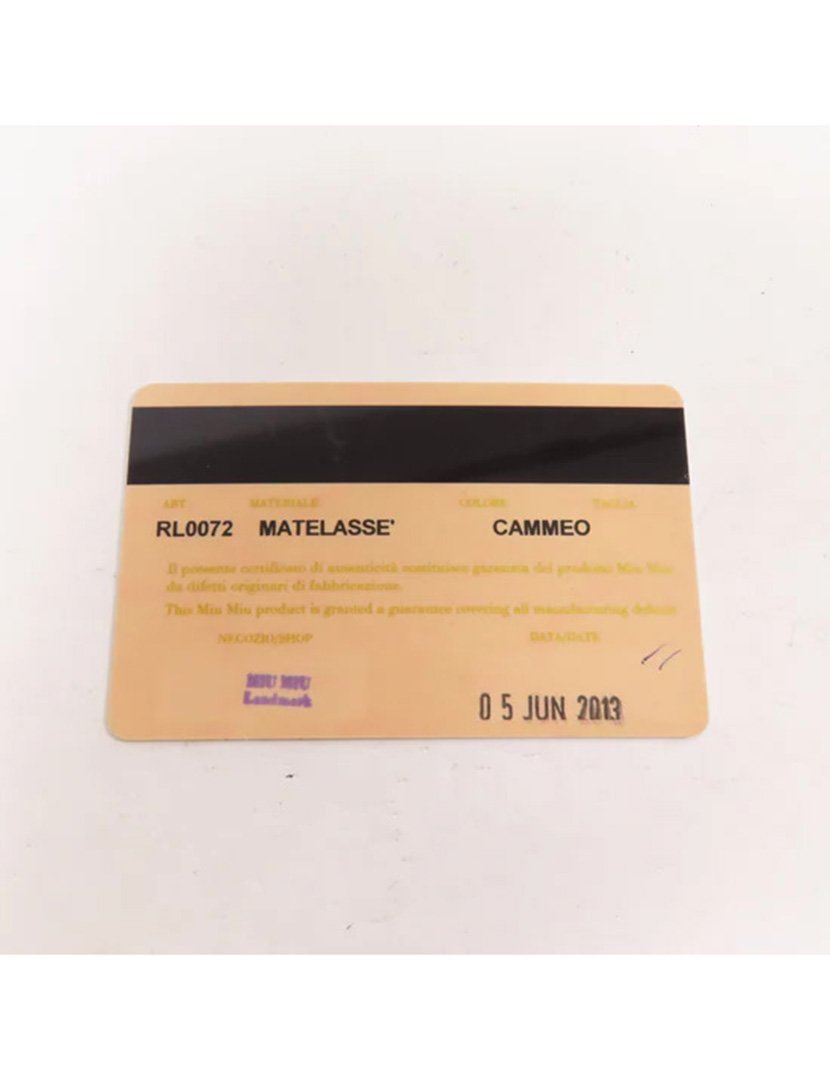 ART MATERIALE COLORE TAGLIA
RL0072 MATELASSE' CAMMEO
Il presente certificato di autenticità costituisce garanzia del prodotto Miu Miu
da difetti originari di fabbricazione.
This Miu Miu product is granted a guarantee covering all manufacturing defects
NEGOZIO/SHOP DATA/DATE
MIU MIU
Landmark
05 JUN 2013